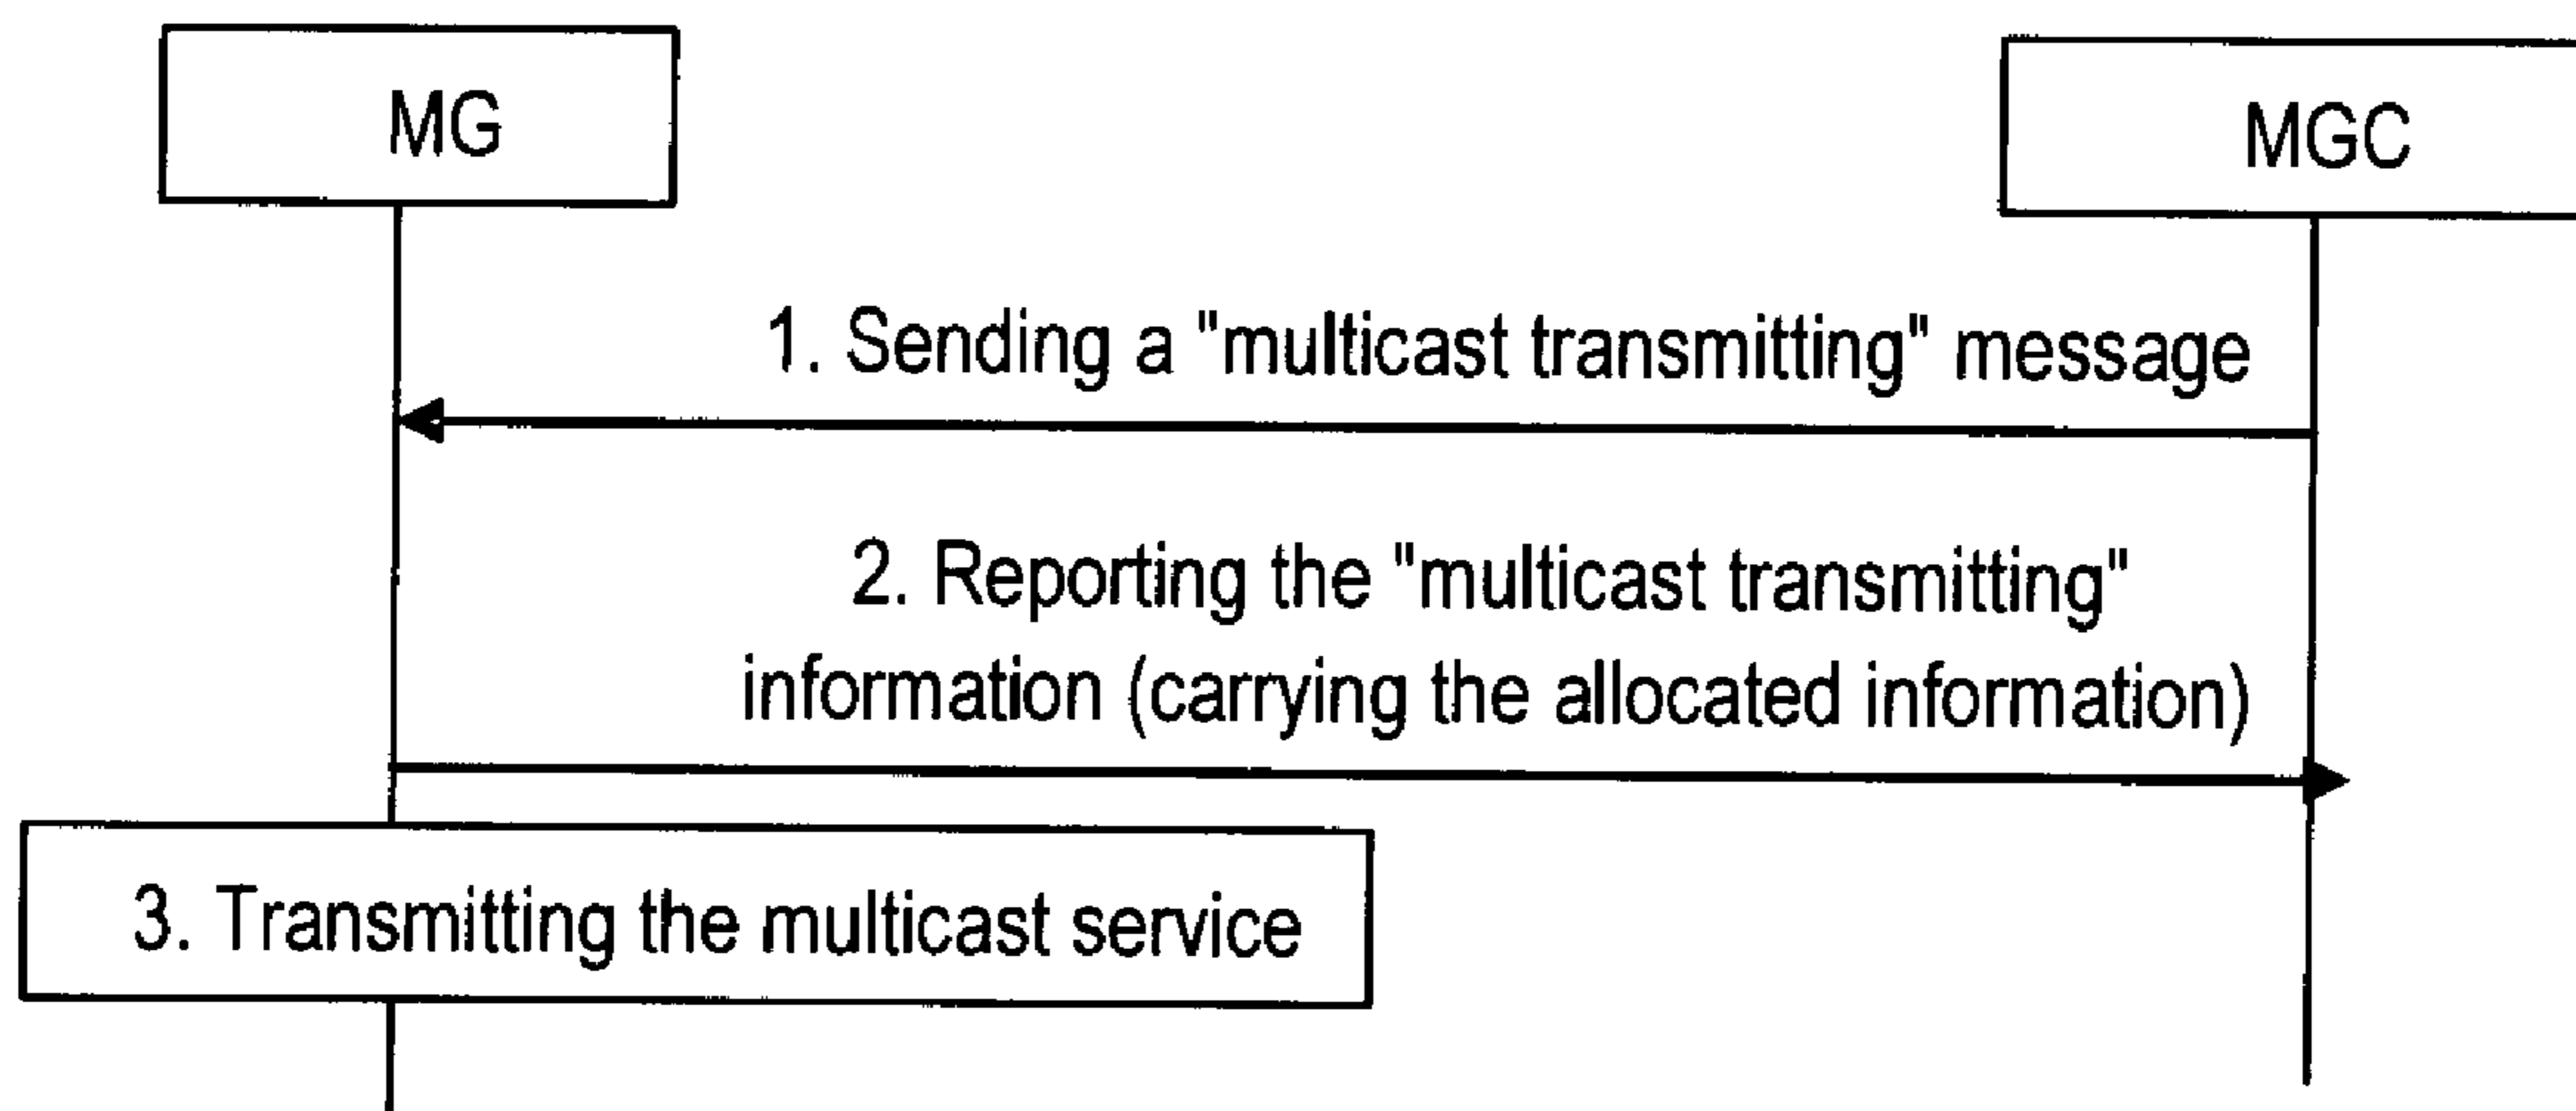 MG
MGC
1. Sending a "multicast transmitting" message
2. Reporting the "multicast transmitting"
information (carrying the allocated information)
3. Transmitting the multicast service